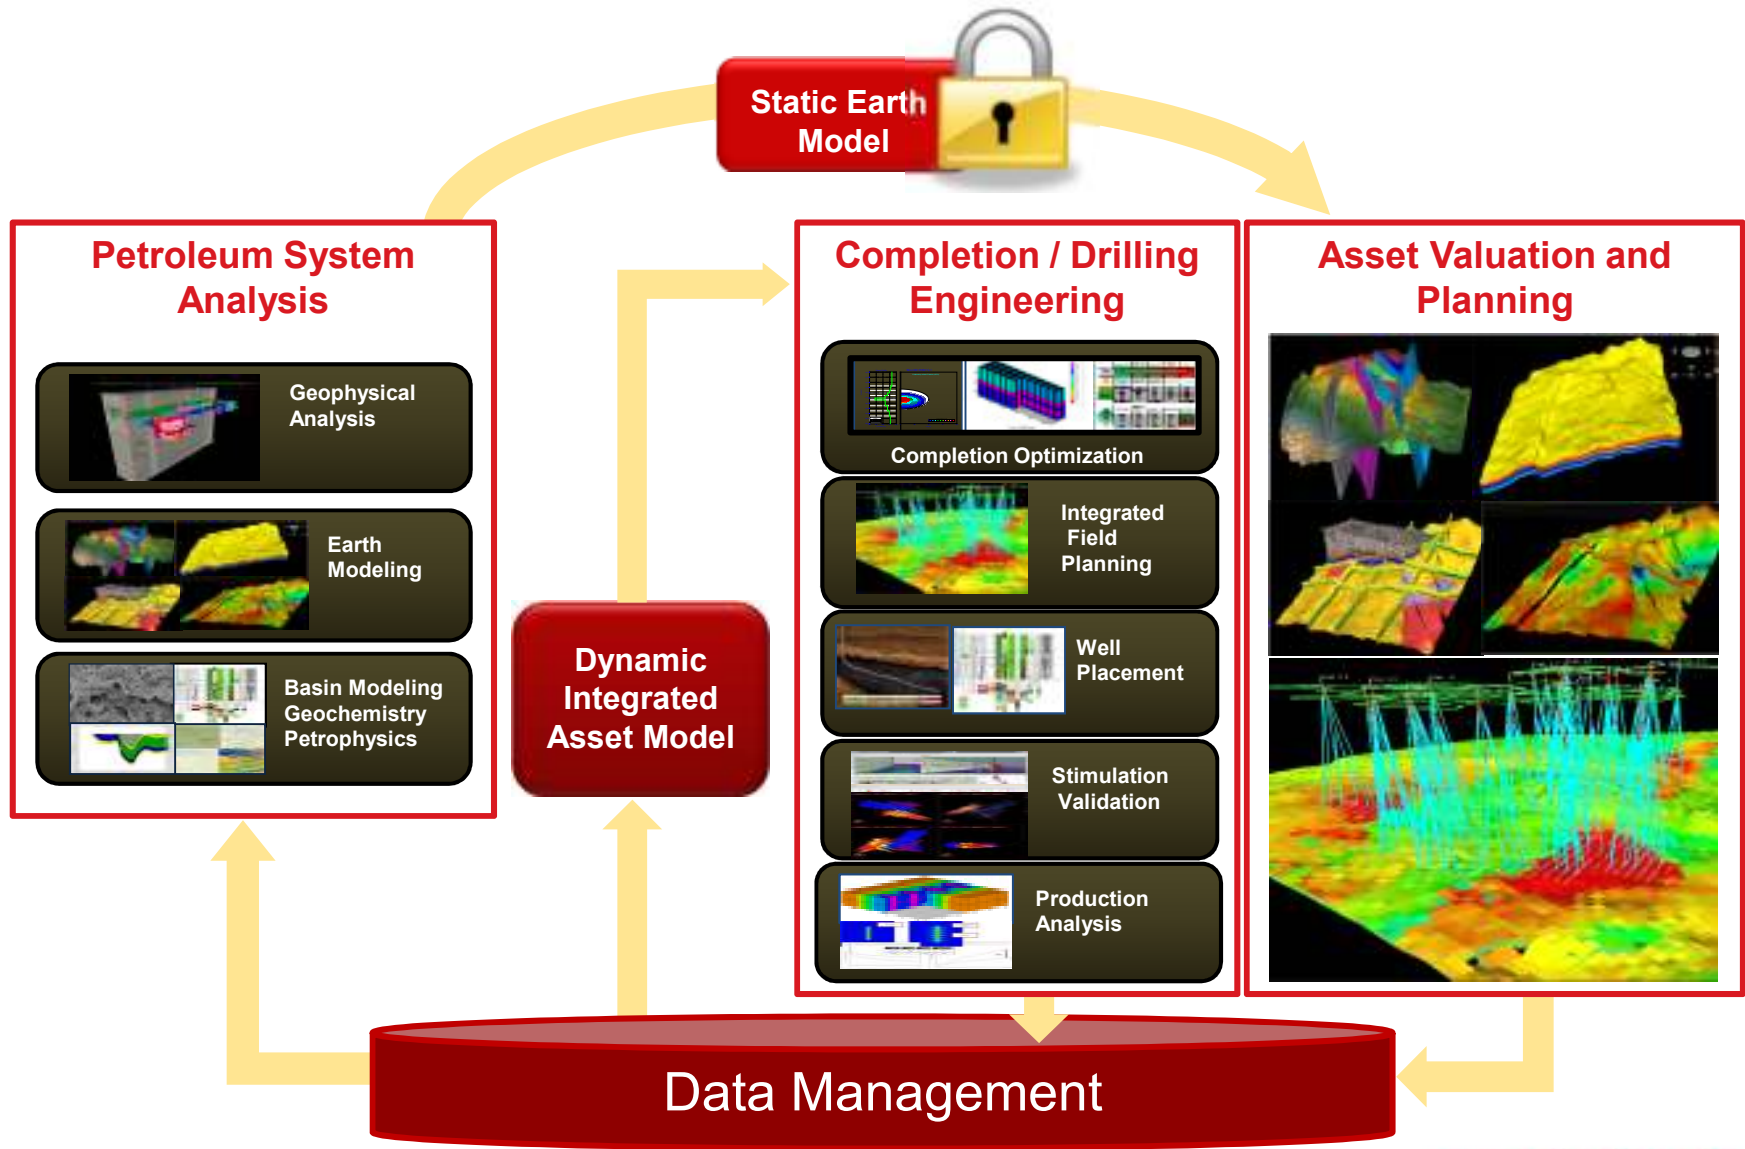 Static Earth
Model
Petroleum System
Analysis
Geophysical
Analysis
Earth
Modeling
Basin Modeling
Geochemistry
Petrophysics
Dynamic
Integrated
Asset Model
Completion / Drilling
Engineering
Completion Optimization
Integrated
Field
Planning
Well
Placement
Stimulation
Validation
Production
Analysis
Asset Valuation and
Planning
Data Management